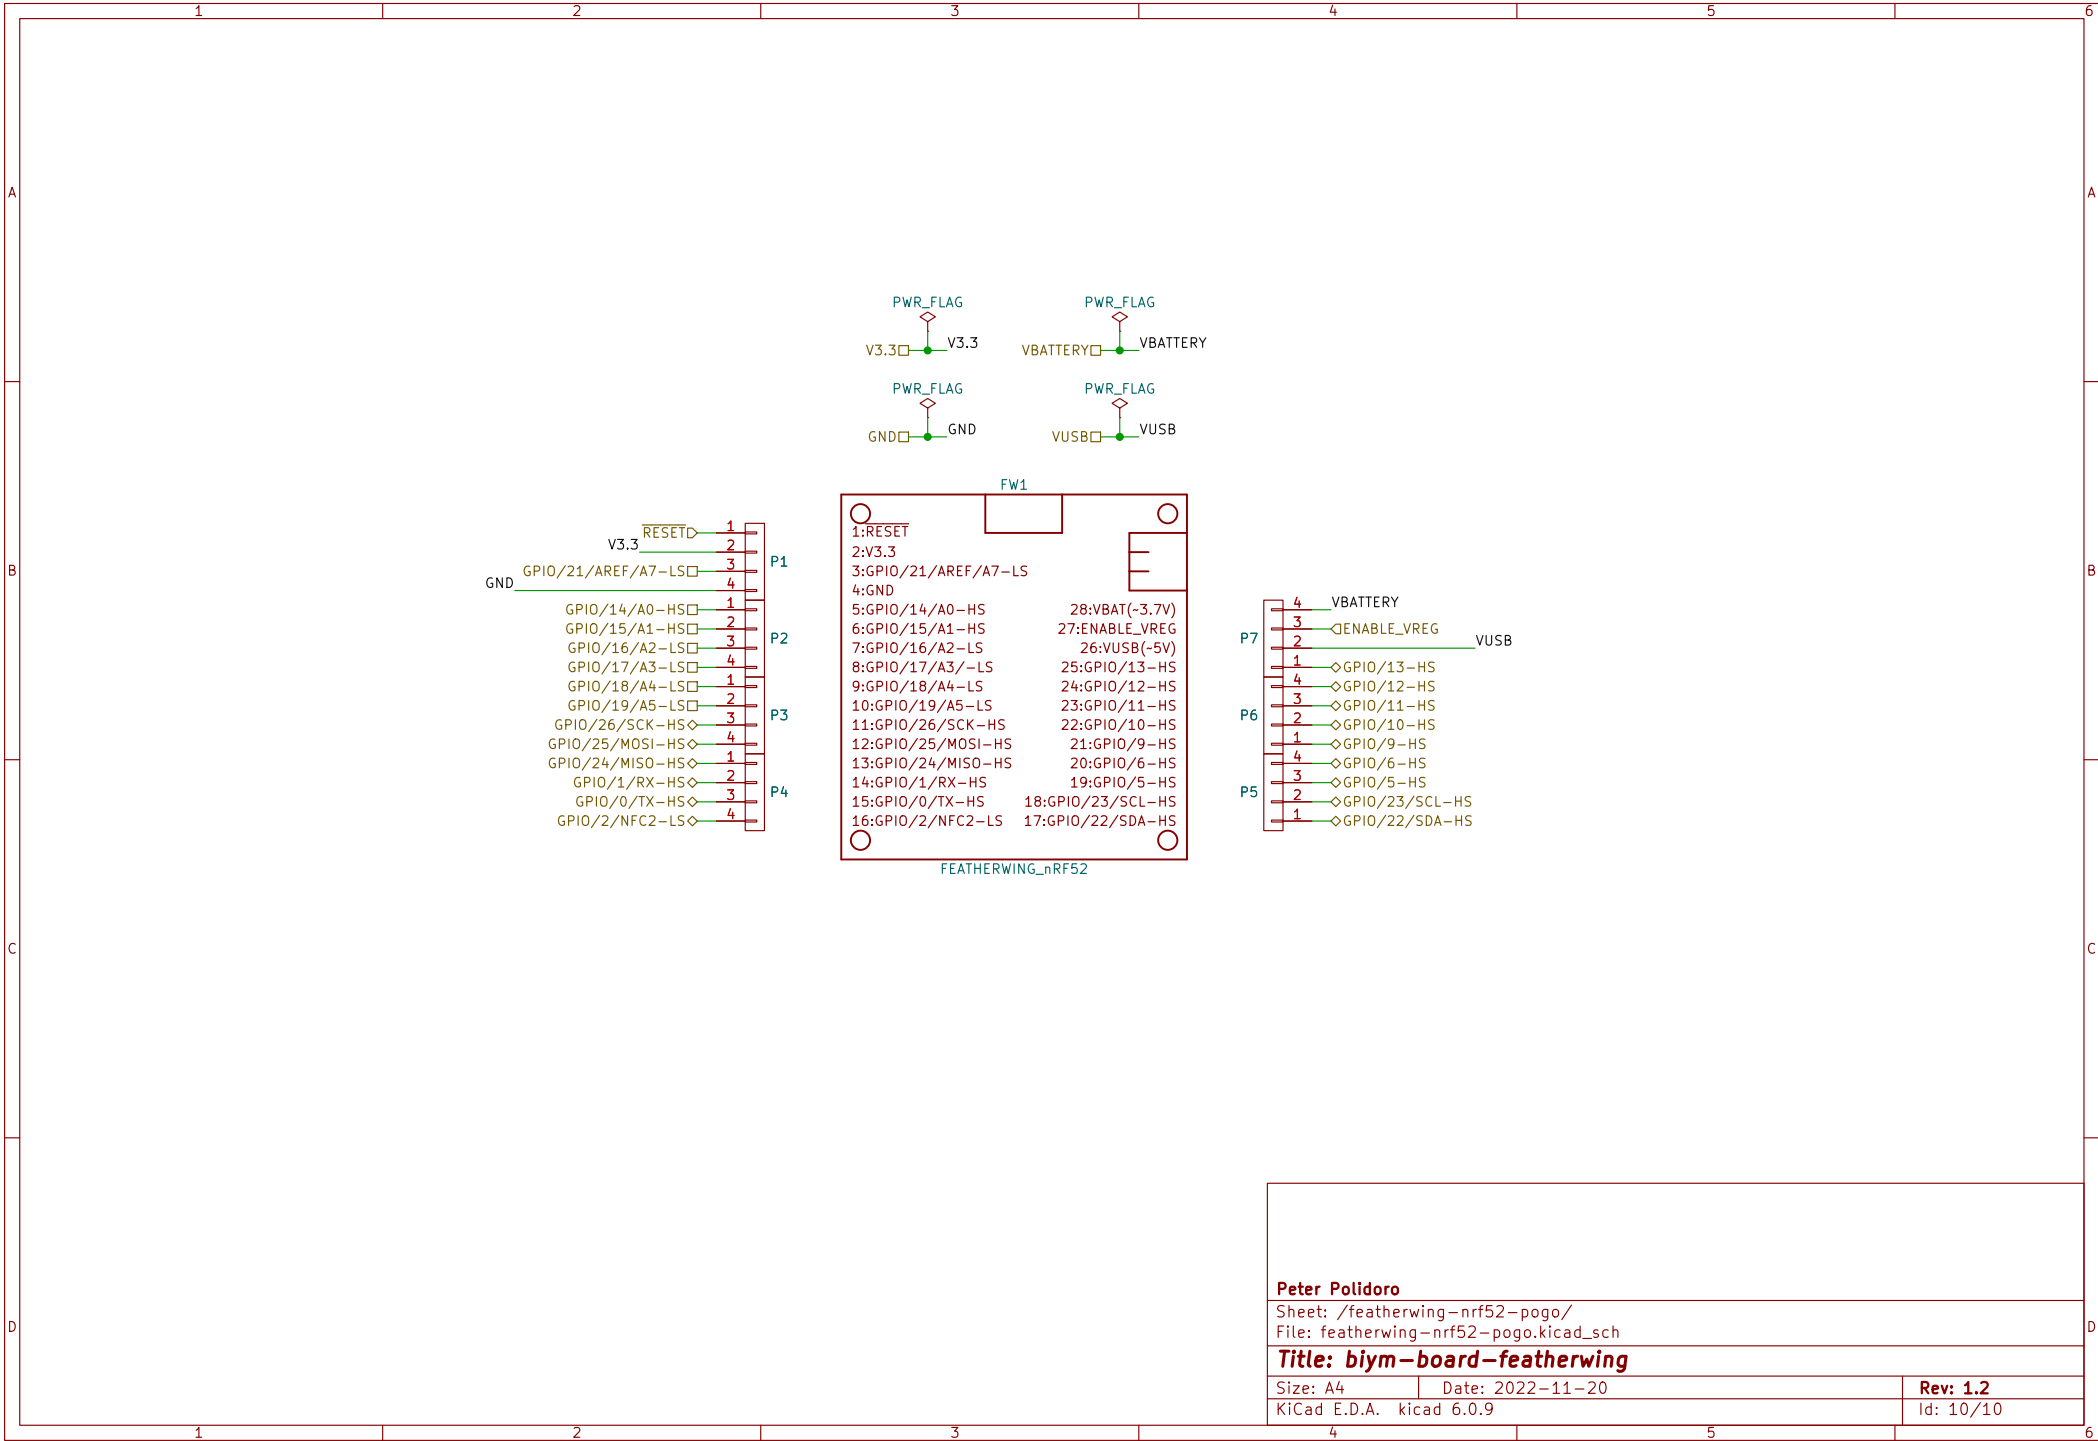 1 2 3 4 5 6
A A
PWR_FLAG PWR_FLAG
V3.3 V3.3 VBATTERY VBATTERY
PWR_FLAG PWR_FLAG
GND GND VUSB VUSB
FW1
RESET 1 1:RESET
V3.3 2 2:V3.3
P1
B GPIO/21/AREF/A7-LS 3 3:GPIO/21/AREF/A7-LS B
GND 4 4:GND
GPIO/14/A0-HS 1 5:GPIO/14/A0-HS 28:VBAT(~3.7V) 4 VBATTERY
GPIO/15/A1-HS 2 6:GPIO/15/A1-HS 27:ENABLE_VREG 3 ENABLE_VREG
P2 P7
GPIO/16/A2-LS 3 7:GPIO/16/A2-LS 26:VUSB(~5V) 2 VUSB
GPIO/17/A3-LS 4 8:GPIO/17/A3/-LS 25:GPIO/13-HS 1 GPIO/13-HS
GPIO/18/A4-LS 1 9:GPIO/18/A4-LS 24:GPIO/12-HS 4 GPIO/12-HS
GPIO/19/A5-LS 2 10:GPIO/19/A5-LS 23:GPIO/11-HS 3 GPIO/11-HS
P3 P6
GPIO/26/SCK-HS 3 11:GPIO/26/SCK-HS 22:GPIO/10-HS 2 GPIO/10-HS
GPIO/25/MOSI-HS 4 12:GPIO/25/MOSI-HS 21:GPIO/9-HS 1 GPIO/9-HS
GPIO/24/MISO-HS 1 13:GPIO/24/MISO-HS 20:GPIO/6-HS 4 GPIO/6-HS
GPIO/1/RX-HS 2 14:GPIO/1/RX-HS 19:GPIO/5-HS 3 GPIO/5-HS
P4 P5
GPIO/0/TX-HS 3 15:GPIO/0/TX-HS 18:GPIO/23/SCL-HS 2 GPIO/23/SCL-HS
GPIO/2/NFC2-LS 4 16:GPIO/2/NFC2-LS 17:GPIO/22/SDA-HS 1 GPIO/22/SDA-HS
FEATHERWING_nRF52
C C
Peter Polidoro
Sheet: /featherwing-nrf52-pogo/
D D
File: featherwing-nrf52-pogo.kicad_sch
Title: biym-board-featherwing
Size: A4 Date: 2022-11-20 Rev: 1.2
KiCad E.D.A. kicad 6.0.9 Id: 10/10
1 2 3 4 5 6